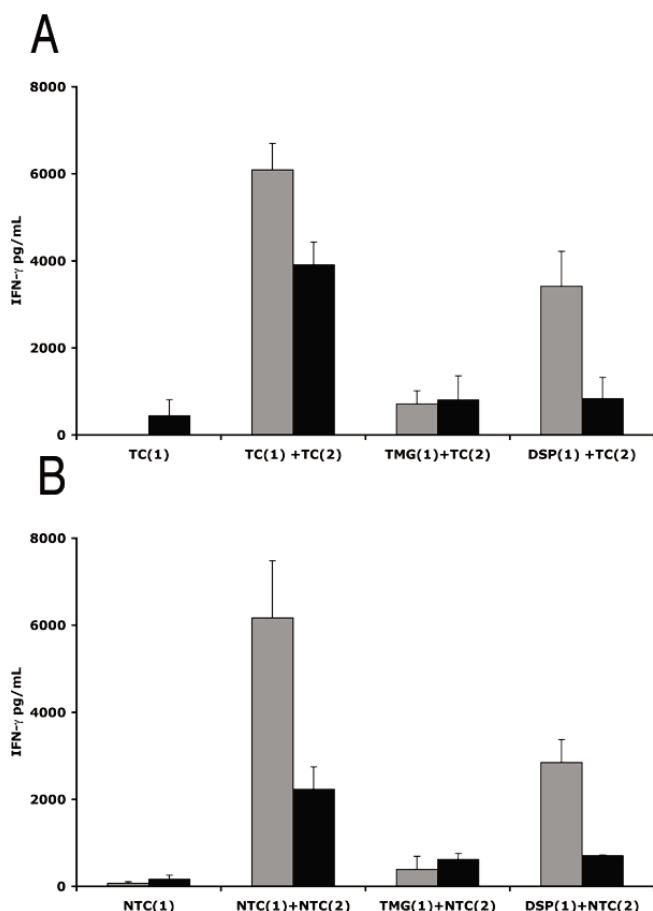 A
8000
6000
4000
2000
0
IFN-γ pg/mL
TC(1)
TC(1) +TC(2)
TMG(1)+TC(2)
DSP(1) +TC(2)
B
8000
6000
4000
2000
0
IFN-γ pg/mL
NTC(1)
NTC(1)+NTC(2)
TMG(1)+NTC(2)
DSP(1)+NTC(2)